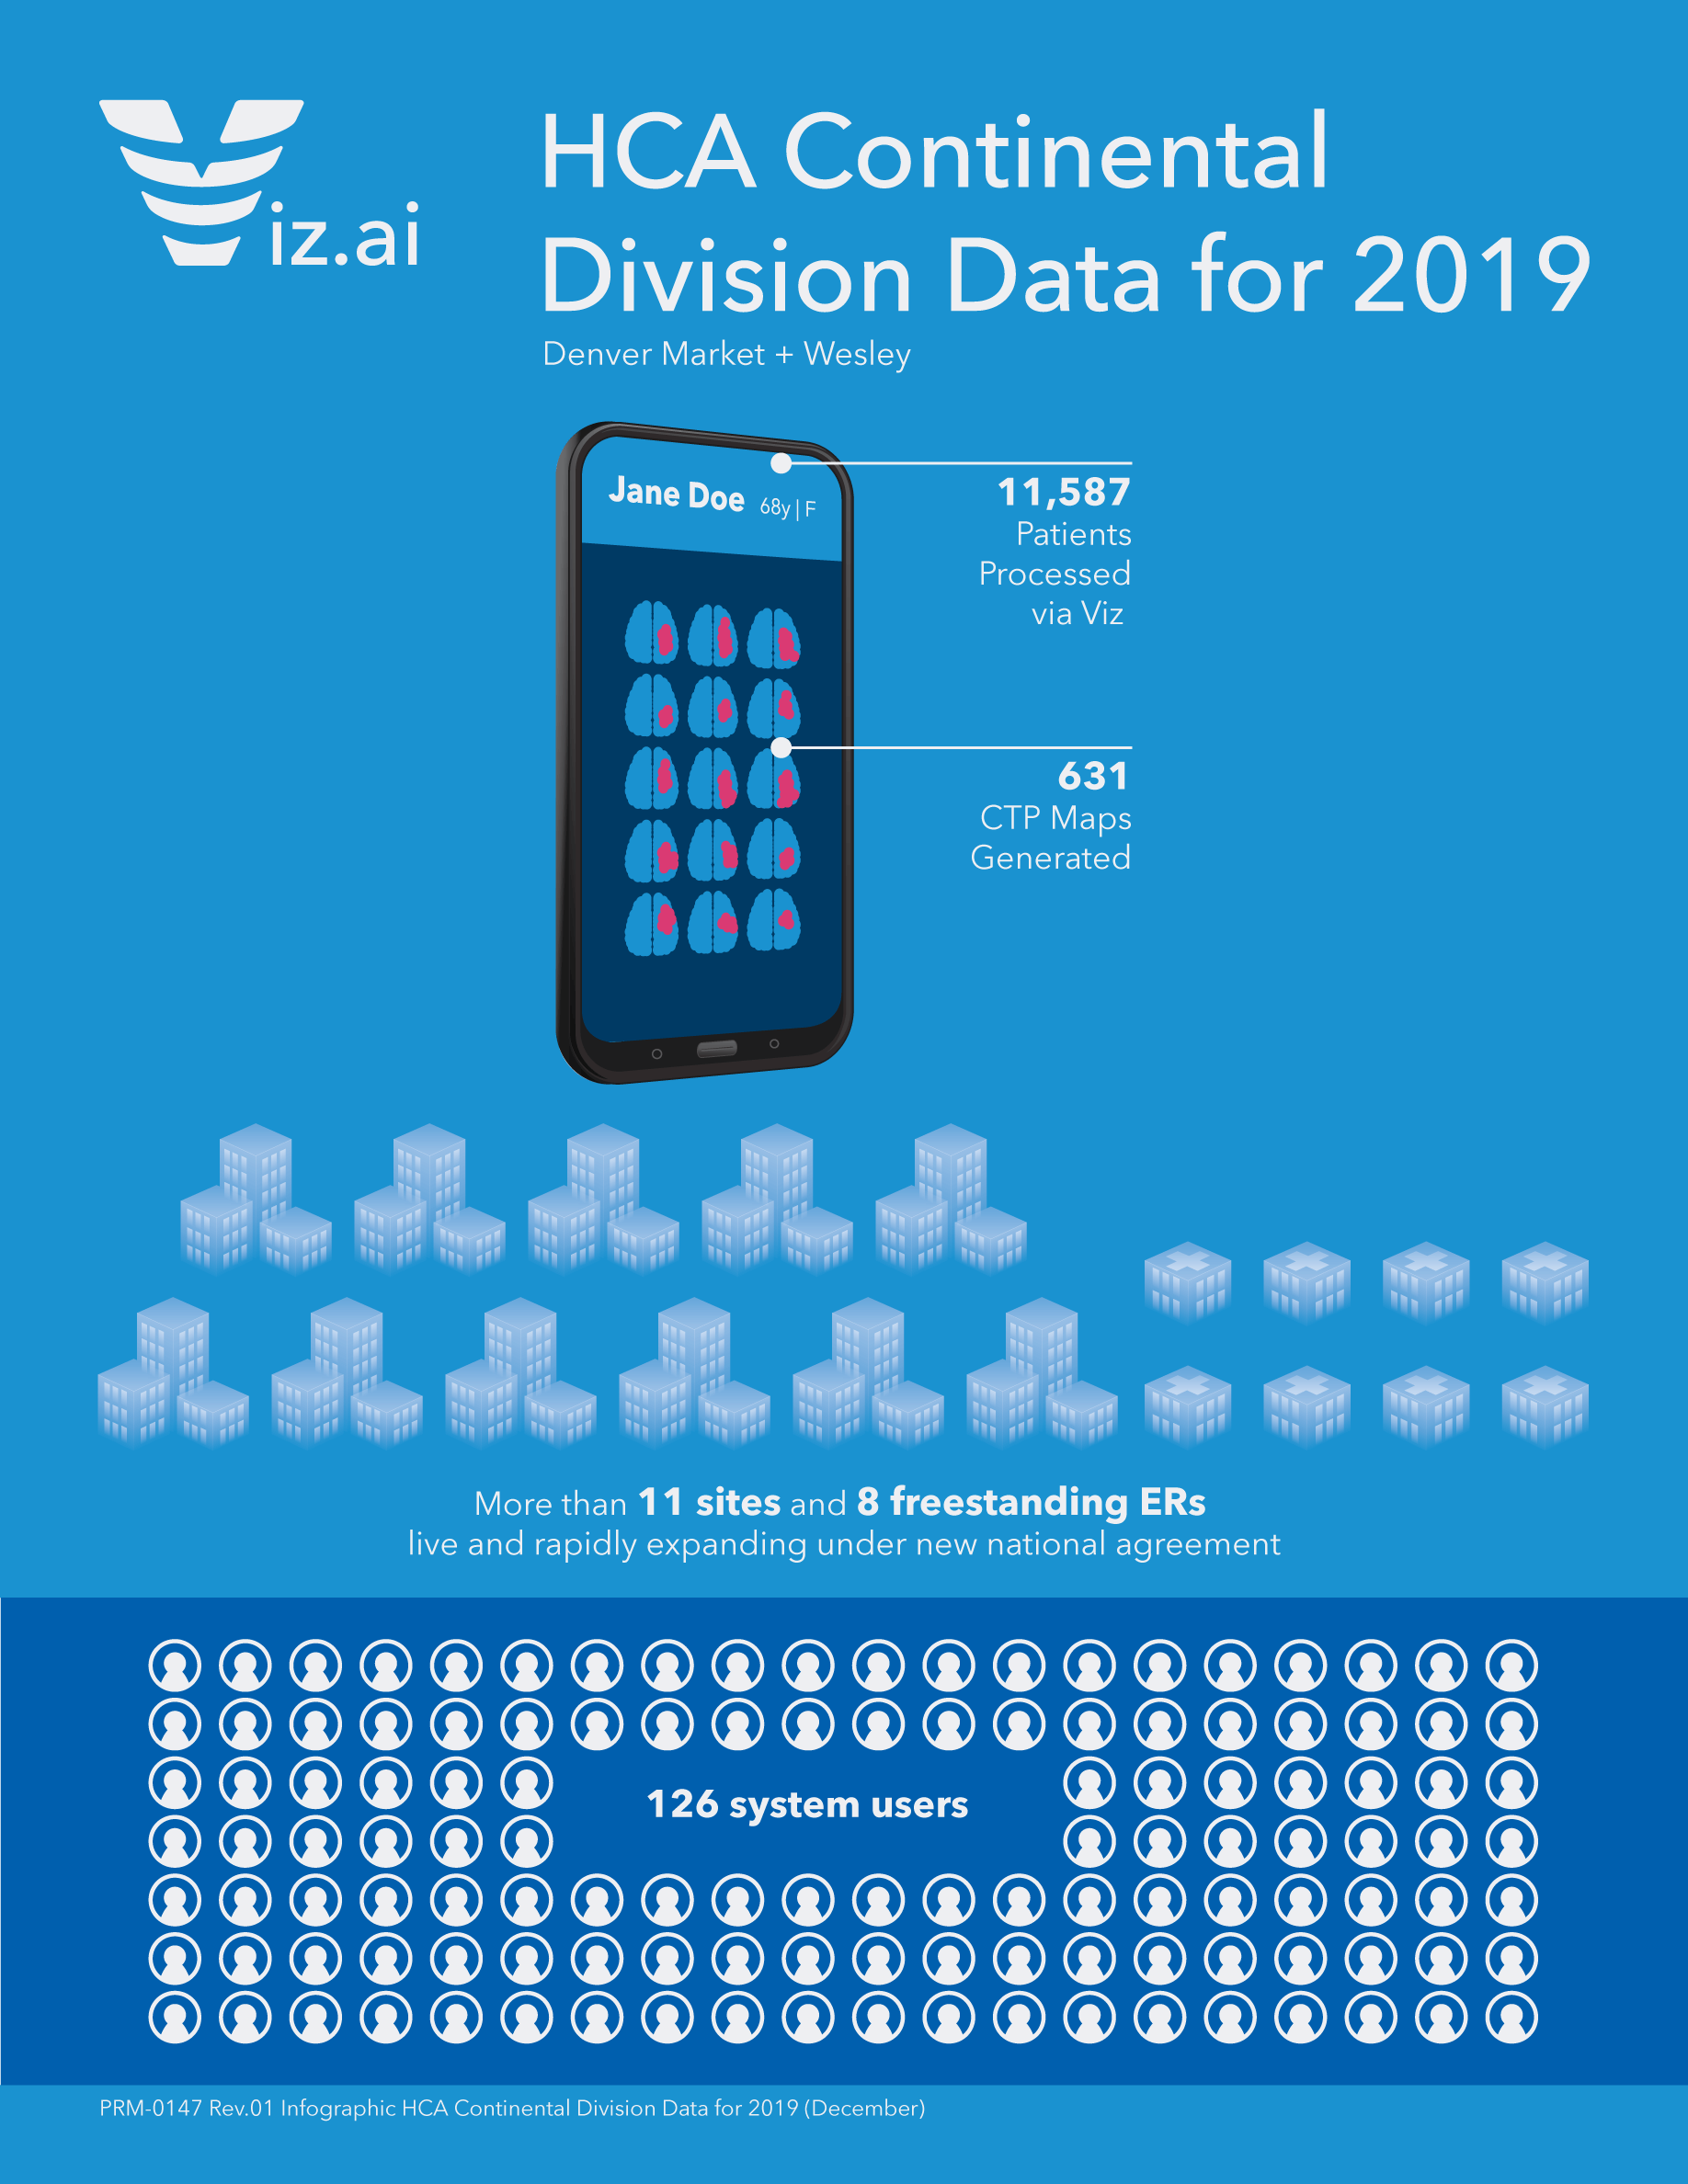 iz.ai
HCA Continental
Division Data for 2019
Denver Market + Wesley
Jane Doe 68y | F
11,587
Patients
Processed
via Viz
631
CTP Maps
Generated
More than 11 sites and 8 freestanding ERs
live and rapidly expanding under new national agreement
126 system users
PRM-0147 Rev.01 Infographic HCA Continental Division Data for 2019 (December)